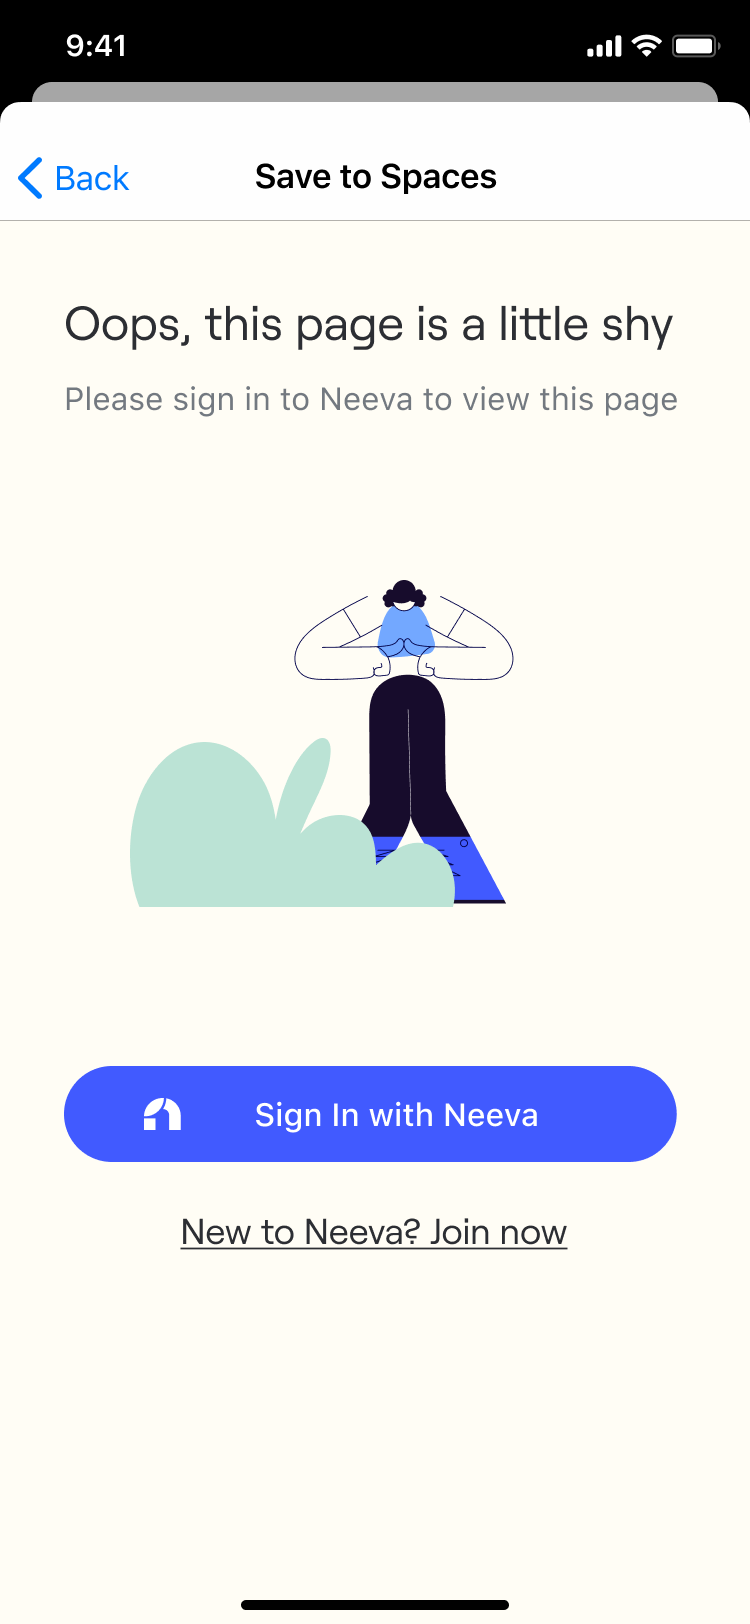 9:41
Back
Save to Spaces
Oops, this page is a little shy
Please sign in to Neeva to view this page
Sign In with Neeva
New to Neeva? Join now